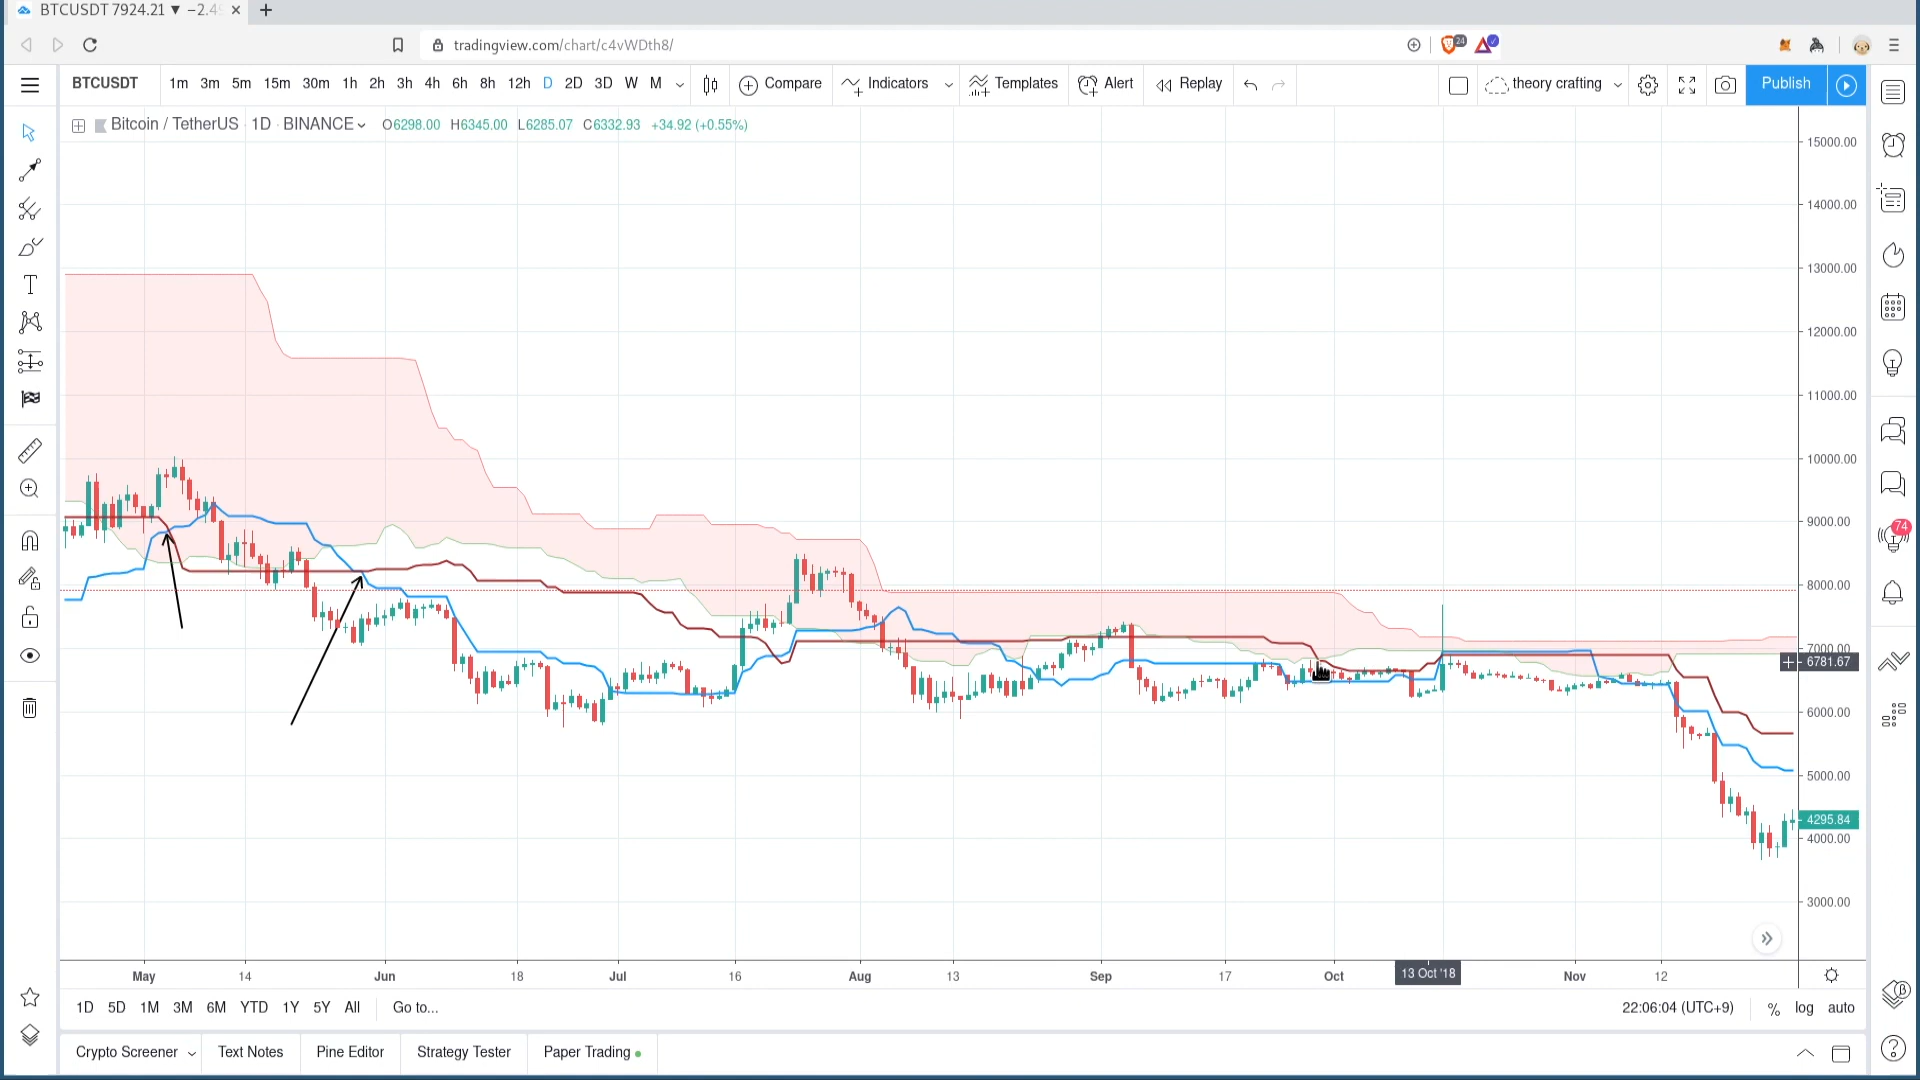 BTCUSDT 7924.21 ▼ −2.4
24
tradingview.com/chart/c4vWDth8/
BTCUSDT 1m 3m 5m 15m 30m 1h 2h 3h 4h 6h 8h 12h D 2D 3D W M Compare Indicators Templates Alert Replay theory crafting Publish
Bitcoin / TetherUS · 1D · BINANCE O6298.00 H6345.00 L6285.07 C6332.93 +34.92 (+0.55%)
15000.00
14000.00
13000.00
12000.00
11000.00
10000.00
9000.00
74
8000.00
7000.00
6781.67
6000.00
5000.00
4295.84
4000.00
3000.00
May 14 Jun 18 Jul 16 Aug 13 Sep 17 Oct 13 Oct '18 Nov 12
1D 5D 1M 3M 6M YTD 1Y 5Y All Go to... 22:06:04 (UTC+9) % log auto
Crypto Screener Text Notes Pine Editor Strategy Tester Paper Trading